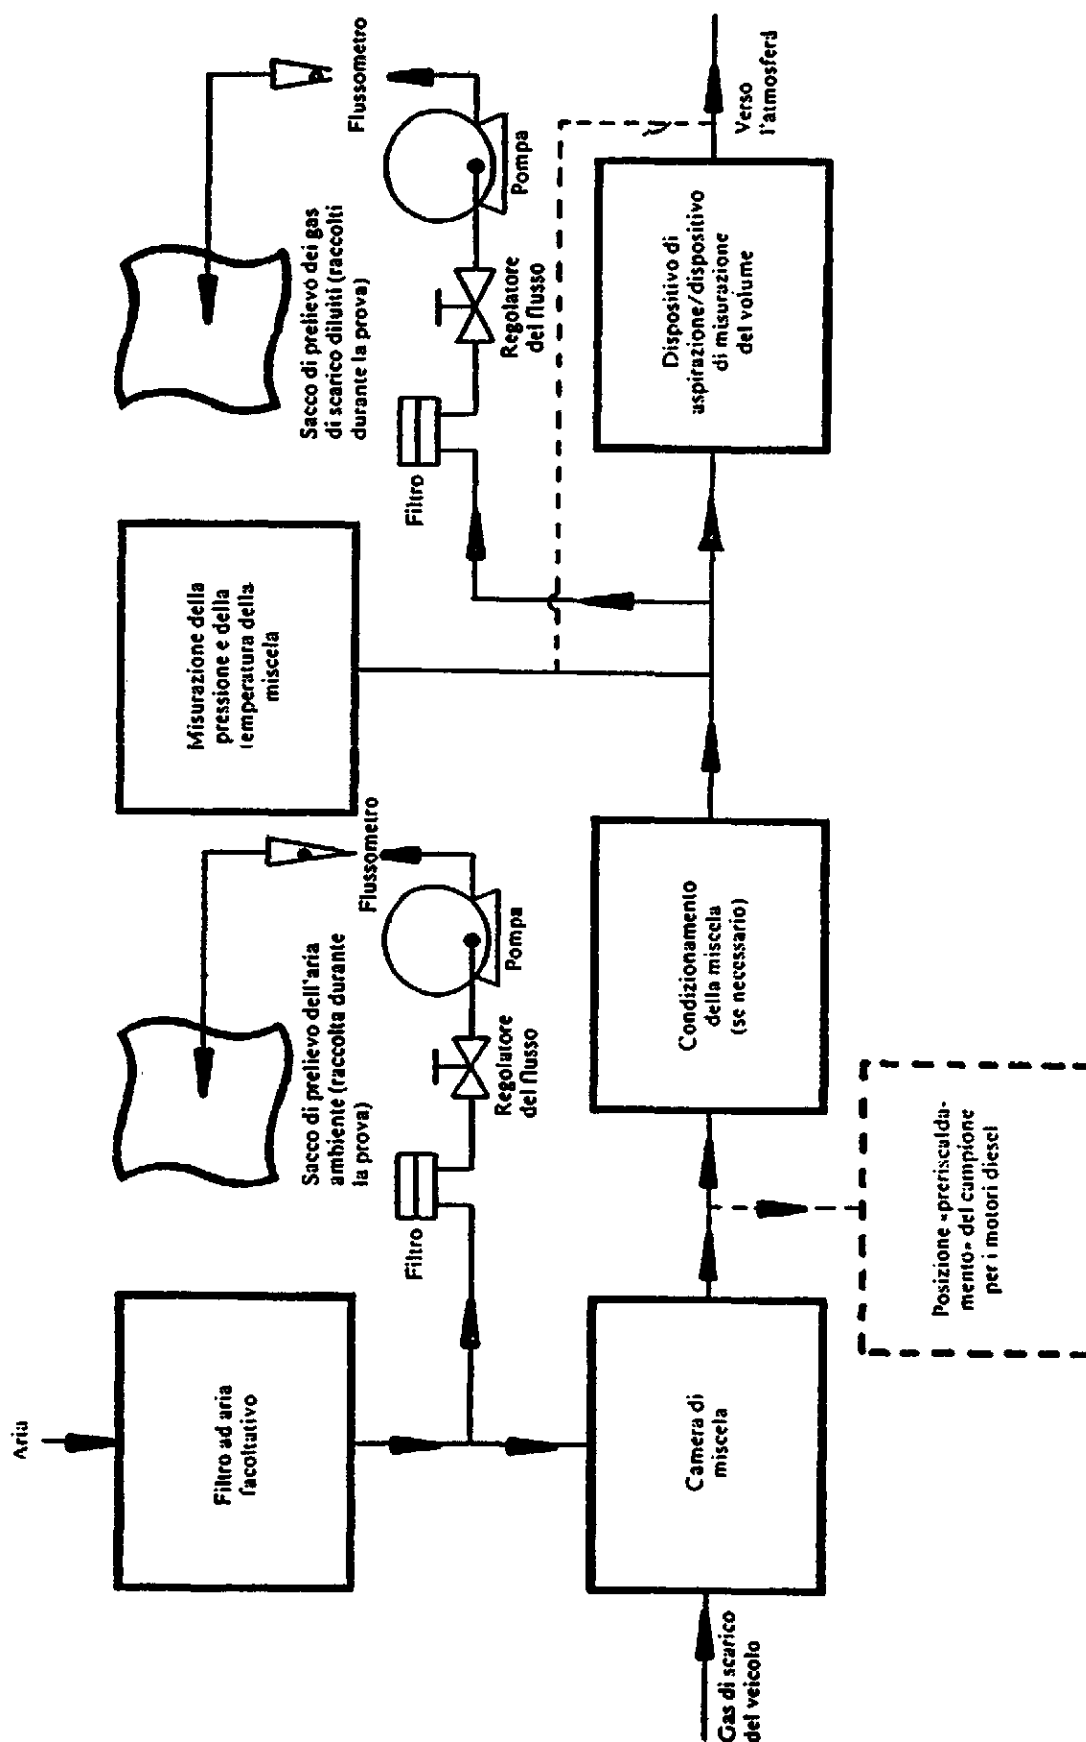 Aria
Filtro ad aria
facoltativo
Sacco di prelievo dell'aria
ambiente (raccolta durante
la prova)
Flussometro
Filtro
Regolatore
del flusso
Pompa
Misurazione della
pressione e della
temperatura della
miscela
Sacco di prelievo dei gas
di scarico diluiti (raccolti
durante la prova)
Flussometro
Filtro
Regolatore
del flusso
Pompa
Gas di scarico
del veicolo
Camera di
miscela
Condizionamento
della miscela
(se necessario)
Dispositivo di
aspirazione/dispositivo
di misurazione
del volume
Verso
l'atmosfera
Posizione «preriscalda-
mento» del campione
per i motori diesel